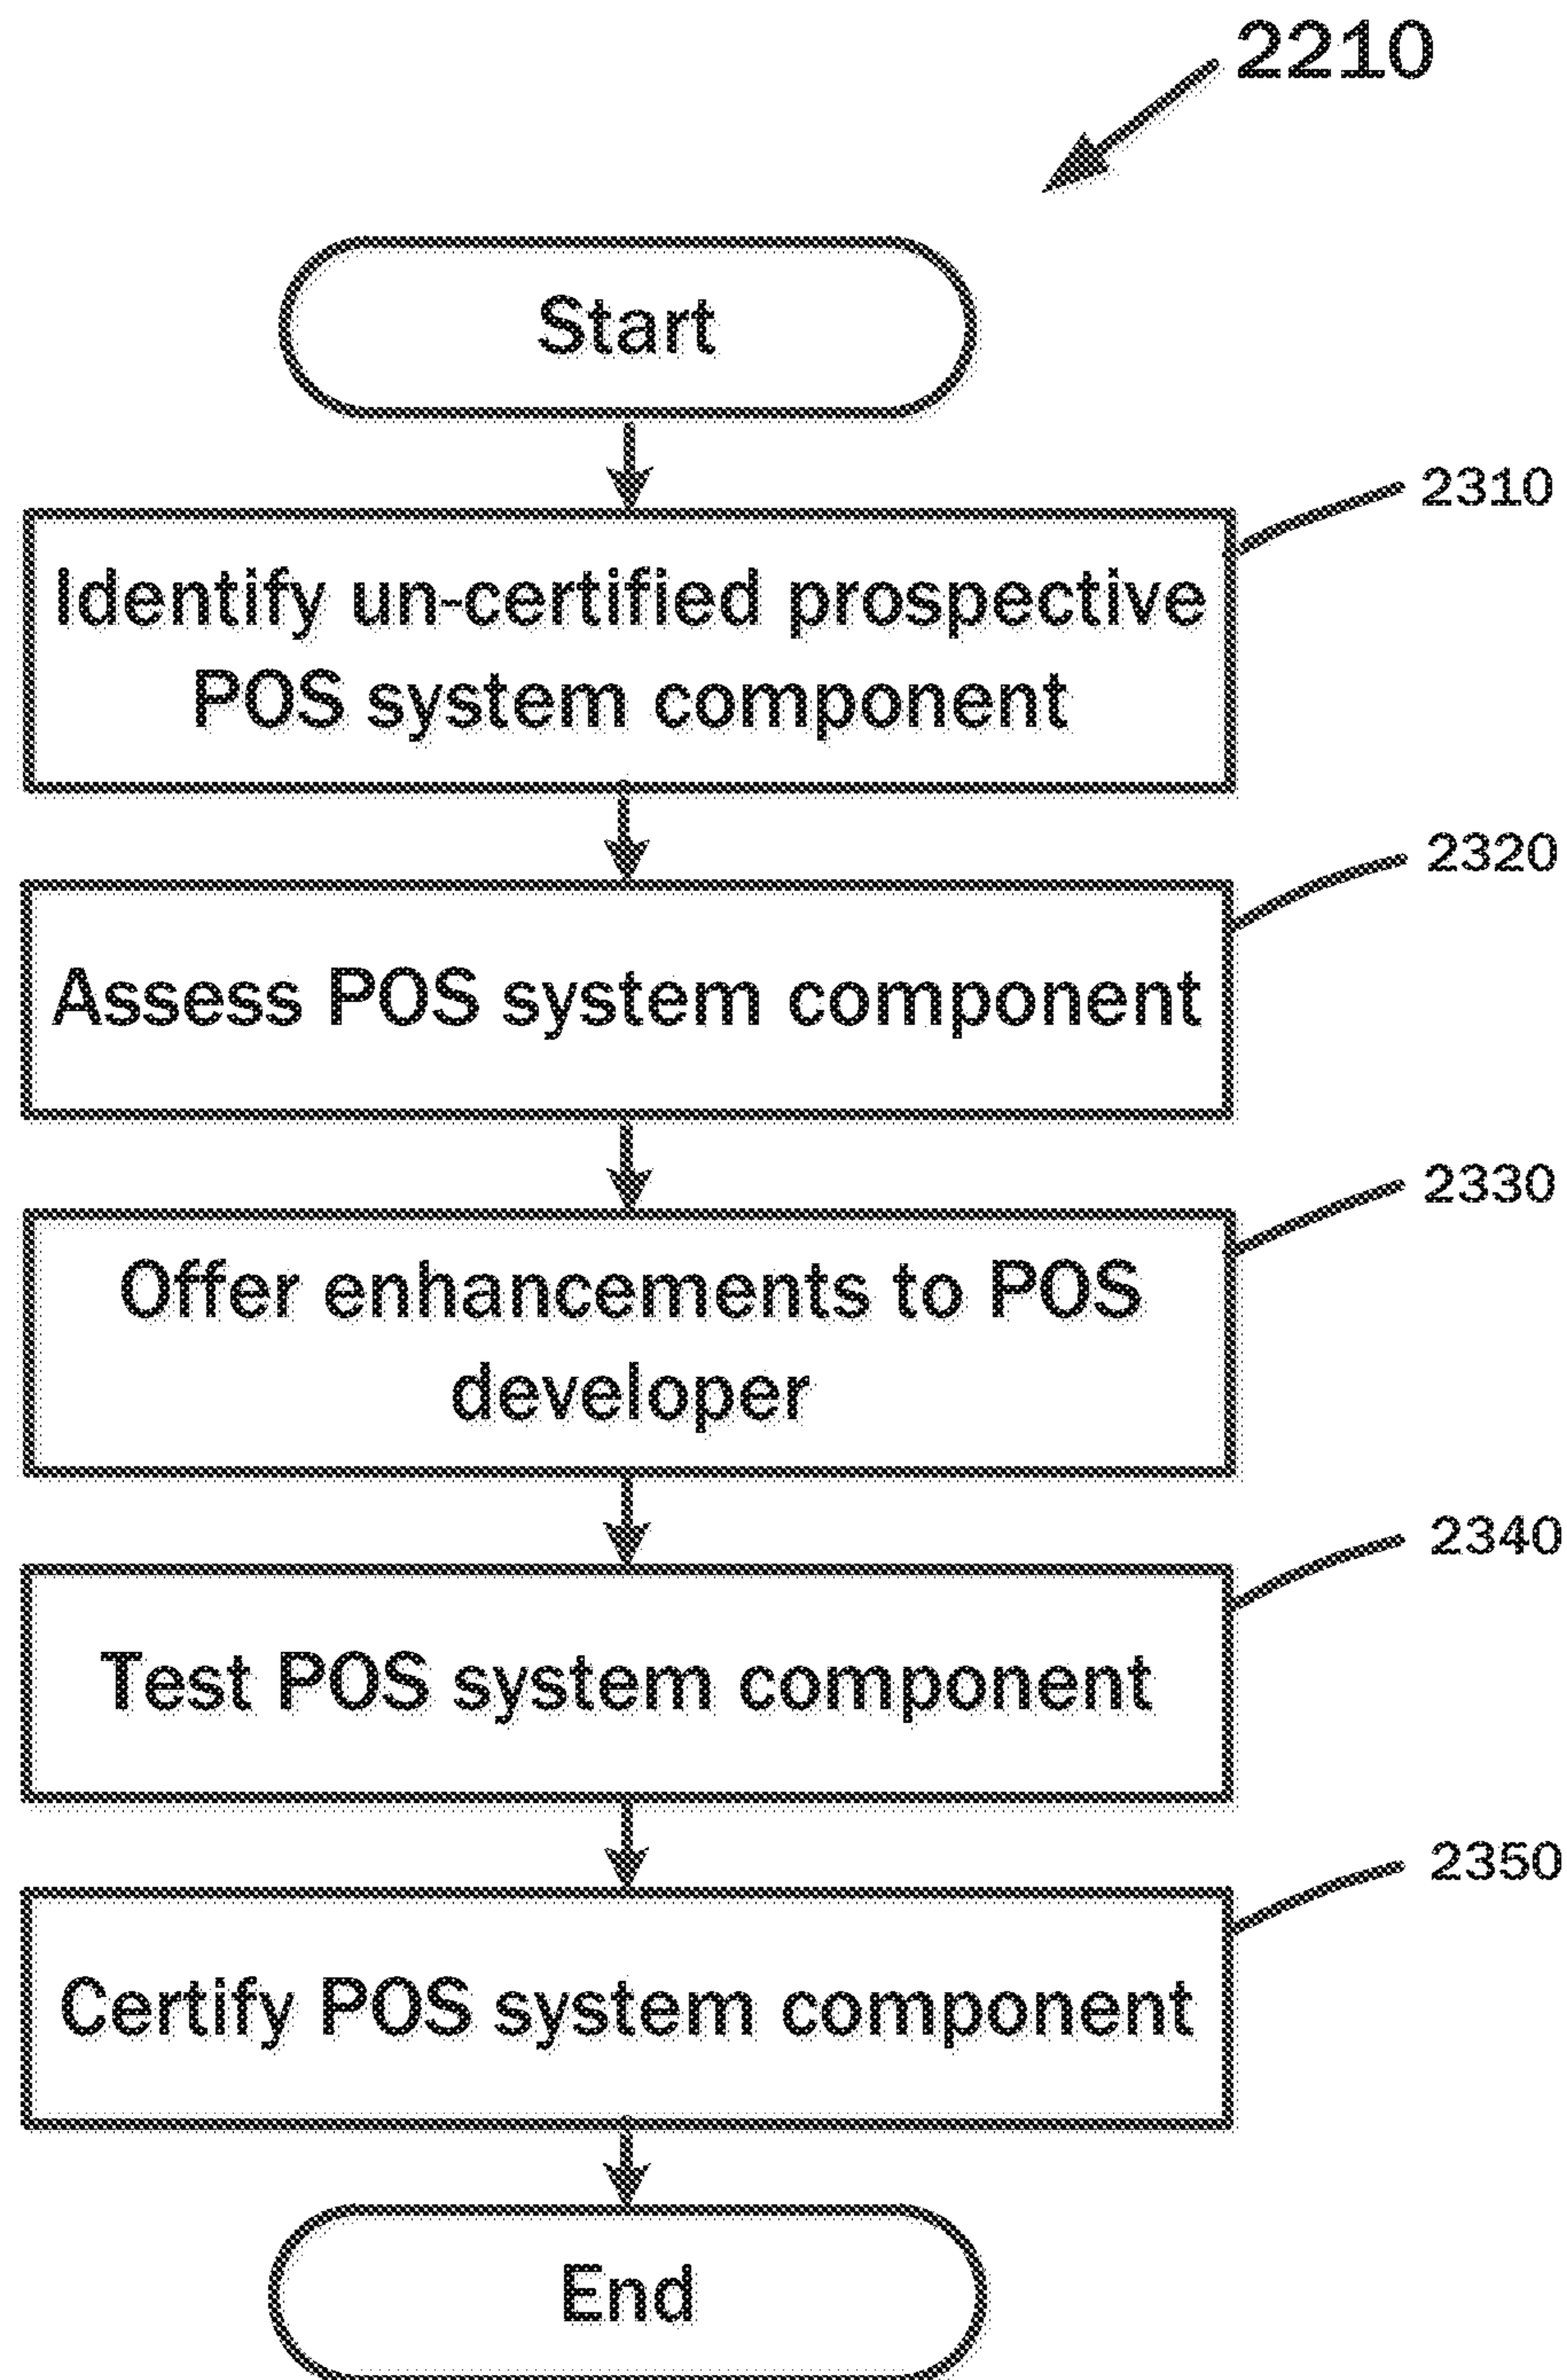 2210
Start
2310
Identify un-certified prospective
POS system component
2320
Assess POS system component
2330
Offer enhancements to POS
developer
2340
Test POS system component
2350
Certify POS system component
End